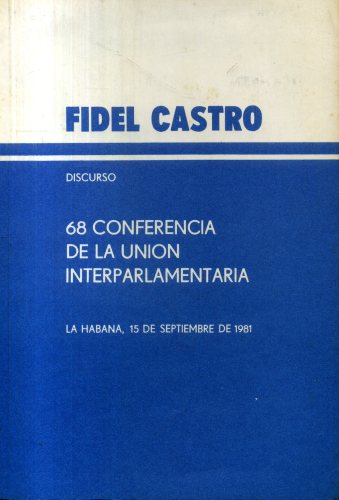 FIDEL CASTRO
DISCURSO
68 CONFERENCIA
DE LA UNION
INTERPARLAMENTARIA
LA HABANA, 15 DE SEPTIEMBRE DE 1981